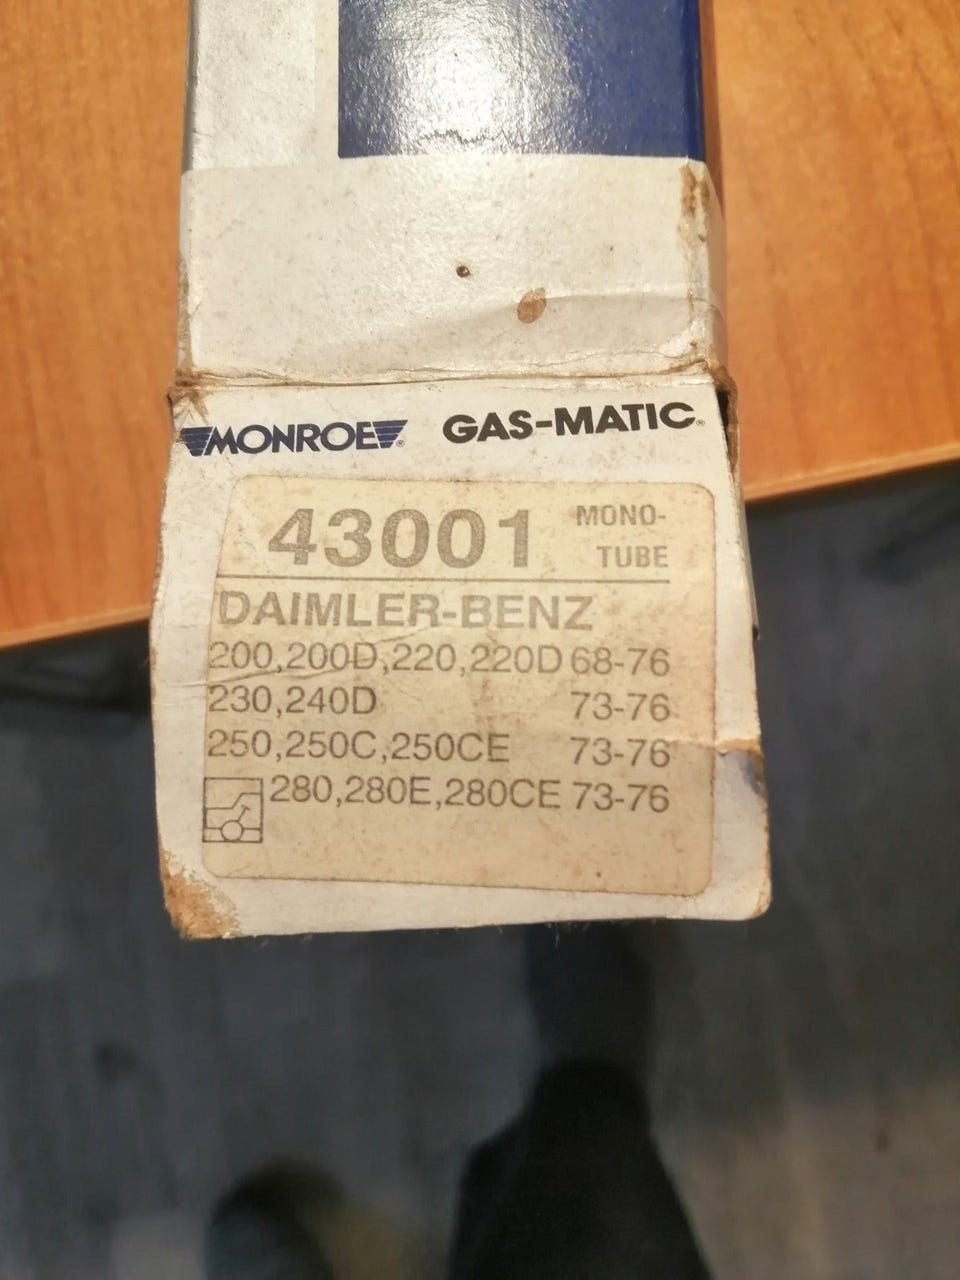 MONROE® GAS-MATIC®
43001 MONO-
TUBE
DAIMLER-BENZ
200,200D,220,220D 68-76
230,240D 73-76
250,250C,250CE 73-76
280,280E,280CE 73-76